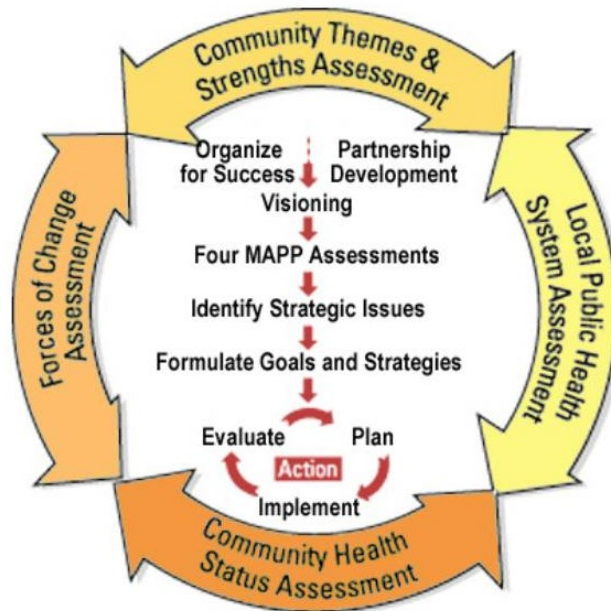 Community Themes &
Strengths Assessment
Organize
for Success
Partnership
Development
Visioning
Four MAPP Assessments
Identify Strategic Issues
Formulate Goals and Strategies
Evaluate
Plan
Action
Implement
Forces of Change
Assessment
Local Public Health
System Assessment
Community Health
Status Assessment